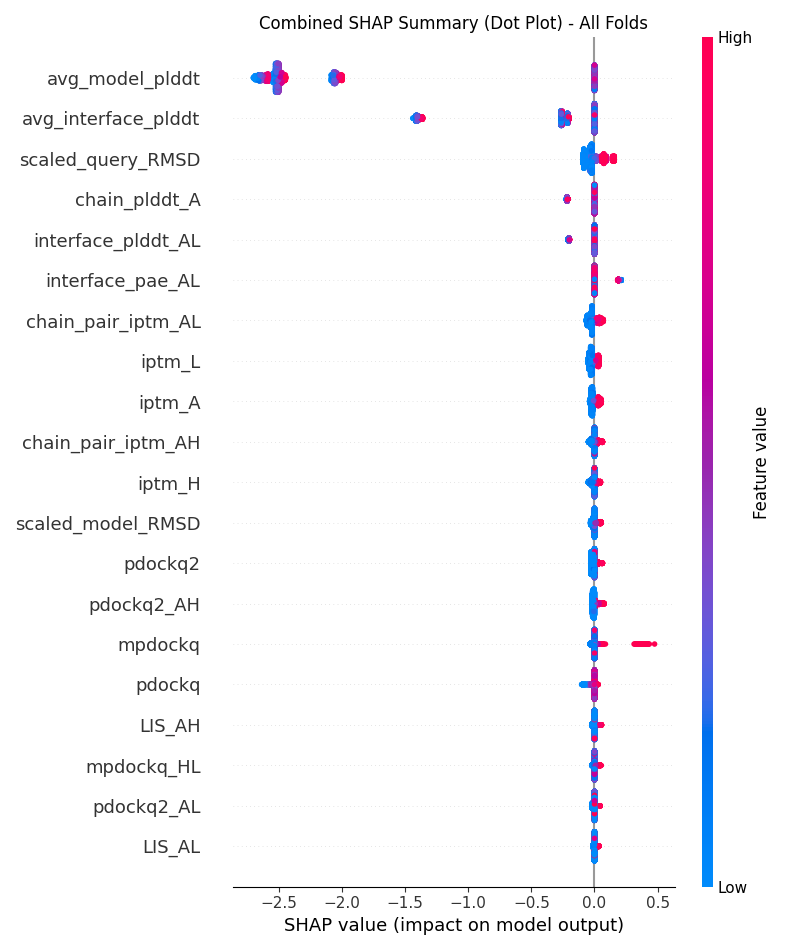 Combined SHAP Summary (Dot Plot) - All Folds
High
avg_model_plddt
avg_interface_plddt
scaled_query_RMSD
chain_plddt_A
interface_plddt_AL
interface_pae_AL
chain_pair_iptm_AL
iptm_L
iptm_A
chain_pair_iptm_AH
iptm_H
scaled_model_RMSD
pdockq2
pdockq2_AH
mpdockq
pdockq
LIS_AH
mpdockq_HL
pdockq2_AL
LIS_AL
Feature value
Low
−2.5 −2.0 −1.5 −1.0 −0.5 0.0 0.5
SHAP value (impact on model output)